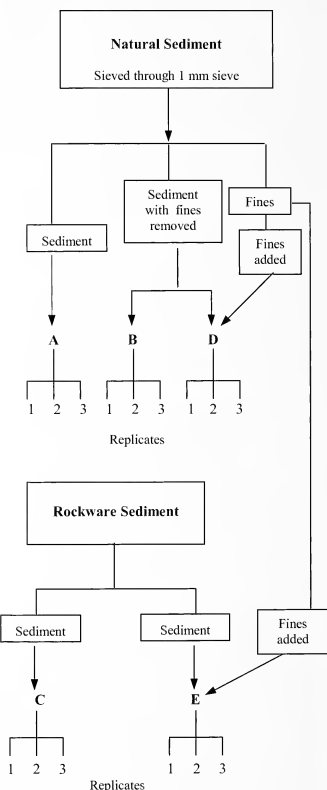 Natural Sediment
Sieved through 1 mm sieve
Sediment
Sediment
with fines
removed
Fines
Fines
added
A
B
D
1 2 3
1 2 3
1 2 3
Replicates
Rockware Sediment
Sediment
Sediment
Fines
added
C
E
1 2 3
1 2 3
Replicates